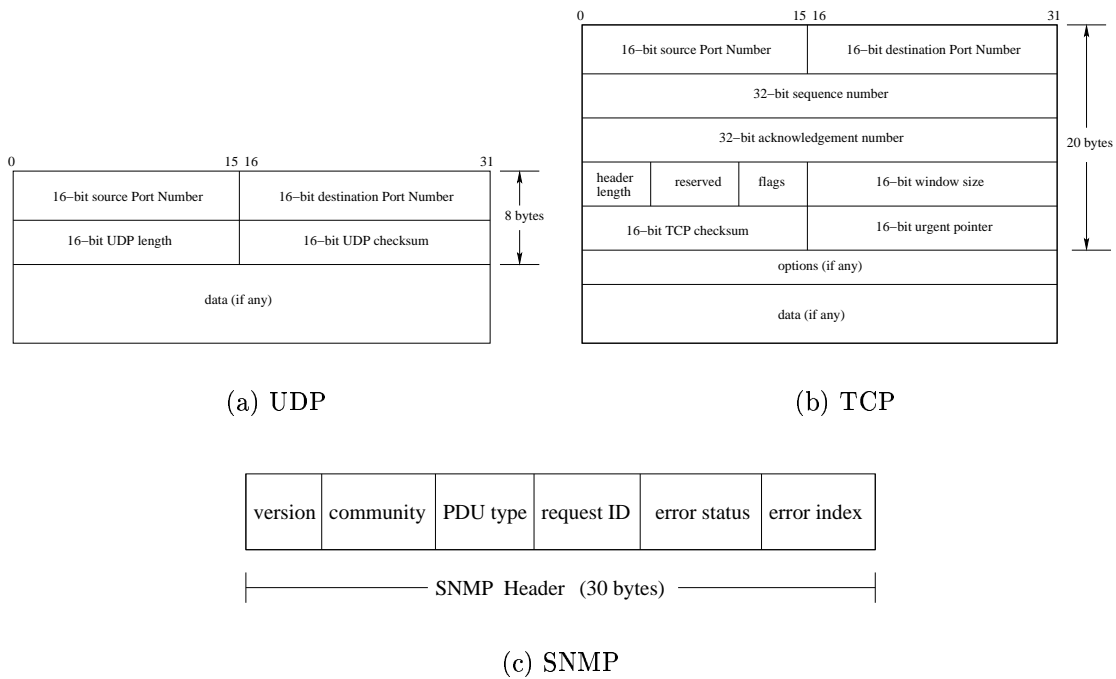 0 15 16 31
16−bit source Port Number 16−bit destination Port Number
16−bit UDP length 16−bit UDP checksum
8 bytes
data (if any)
(a) UDP
0 15 16 31
16−bit source Port Number 16−bit destination Port Number
32−bit sequence number
32−bit acknowledgement number
20 bytes
header length reserved flags 16−bit window size
16−bit TCP checksum 16−bit urgent pointer
options (if any)
data (if any)
(b) TCP
version community PDU type request ID error status error index
SNMP Header (30 bytes)
(c) SNMP